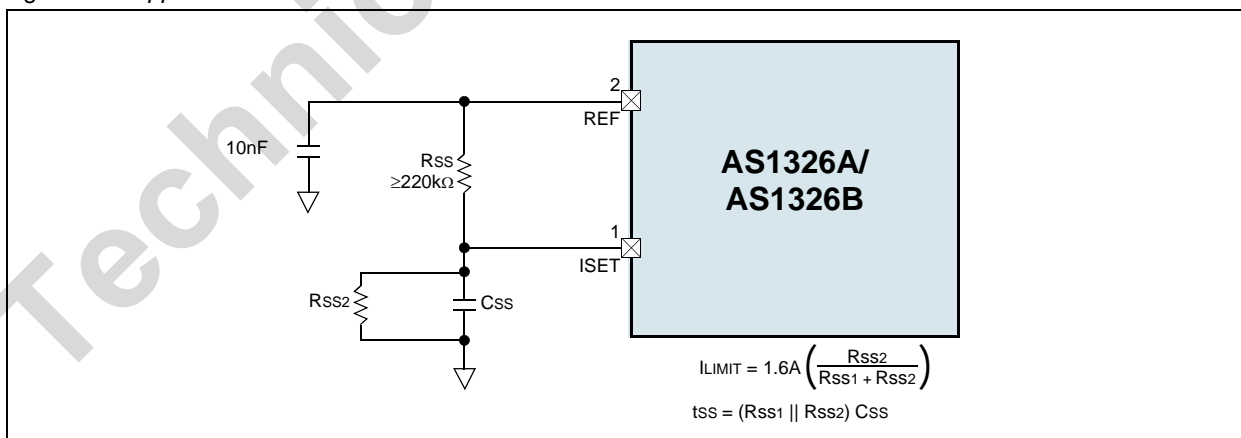 2
REF
10nF
RSS
≥220kΩ
AS1326A/
AS1326B
1
ISET
RSS2
CSS
ILIMIT = 1.6A ( RSS2 / RSS1 + RSS2 )
tSS = (RSS1 || RSS2) CSS
Technic